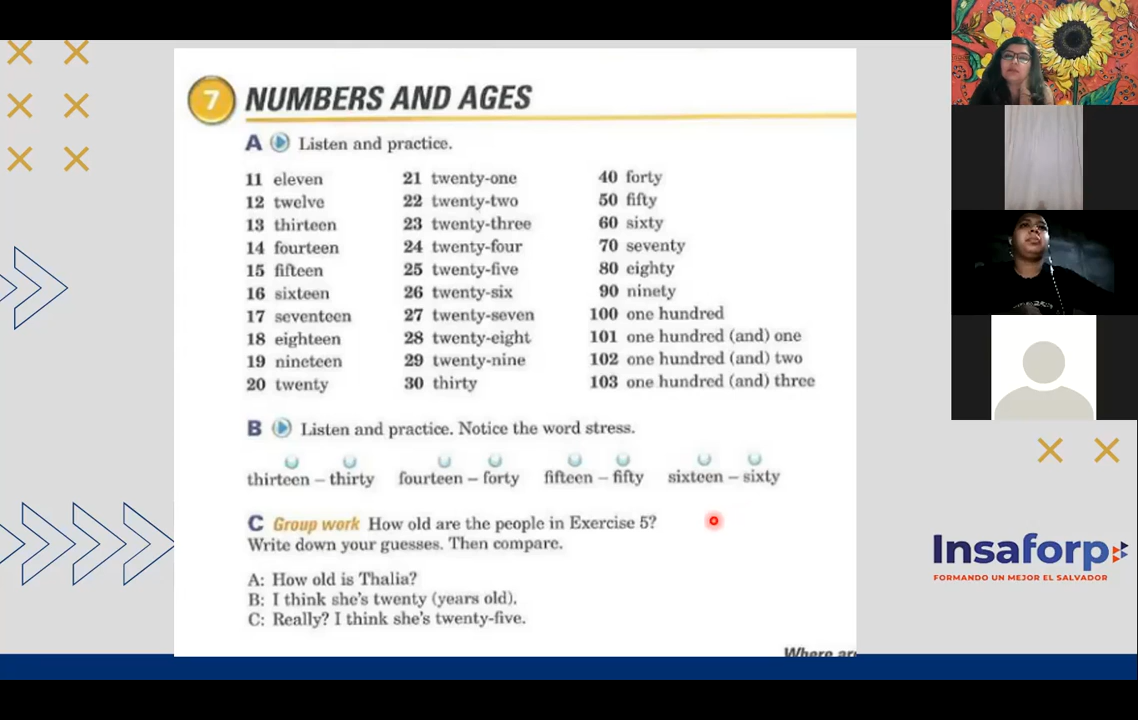 7 NUMBERS AND AGES
A Listen and practice.
11 eleven
12 twelve
13 thirteen
14 fourteen
15 fifteen
16 sixteen
17 seventeen
18 eighteen
19 nineteen
20 twenty
21 twenty-one
22 twenty-two
23 twenty-three
24 twenty-four
25 twenty-five
26 twenty-six
27 twenty-seven
28 twenty-eight
29 twenty-nine
30 thirty
40 forty
50 fifty
60 sixty
70 seventy
80 eighty
90 ninety
100 one hundred
101 one hundred (and) one
102 one hundred (and) two
103 one hundred (and) three
B Listen and practice. Notice the word stress.
thirteen – thirty fourteen – forty fifteen – fifty sixteen – sixty
C Group work How old are the people in Exercise 5?
Write down your guesses. Then compare.
A: How old is Thalia?
B: I think she's twenty (years old).
C: Really? I think she's twenty-five.
Where
Insaforp
FORMANDO UN MEJOR EL SALVADOR